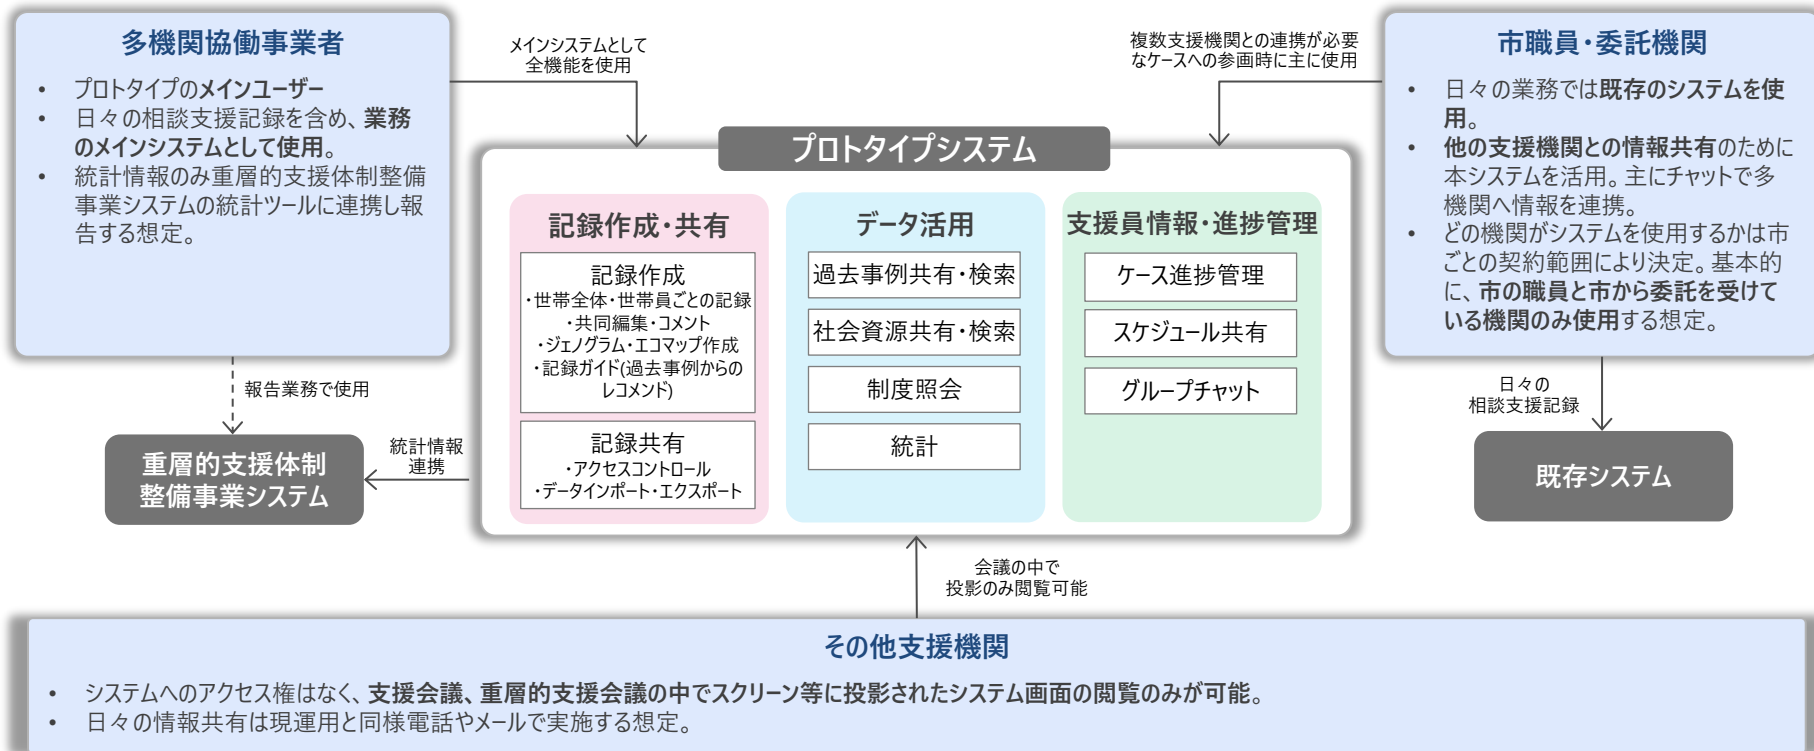 多機関協働事業者
• プロトタイプのメインユーザー
• 日々の相談支援記録を含め、業務
のメインシステムとして使用。
• 統計情報のみ重層的支援体制整備
事業システムの統計ツールに連携し報
告する想定。
メインシステムとして
全機能を使用
複数支援機関との連携が必要
なケースへの参画時に主に使用
市職員・委託機関
• 日々の業務では既存のシステムを使
用。
• 他の支援機関との情報共有のために
本システムを活用。主にチャットで多
機関へ情報を連携。
• どの機関がシステムを使用するかは市
ごとの契約範囲により決定。基本的
に、市の職員と市から委託を受けて
いる機関のみ使用する想定。
プロトタイプシステム
記録作成・共有
記録作成
・世帯全体・世帯員ごとの記録
・共同編集・コメント
・ジェノグラム・エコマップ作成
・記録ガイド(過去事例からの
レコメンド)
記録共有
・アクセスコントロール
・データインポート・エクスポート
データ活用
過去事例共有・検索
社会資源共有・検索
制度照会
統計
支援員情報・進捗管理
ケース進捗管理
スケジュール共有
グループチャット
報告業務で使用
統計情報
連携
重層的支援体制
整備事業システム
日々の
相談支援記録
既存システム
会議の中で
投影のみ閲覧可能
その他支援機関
• システムへのアクセス権はなく、支援会議、重層的支援会議の中でスクリーン等に投影されたシステム画面の閲覧のみが可能。
• 日々の情報共有は現運用と同様電話やメールで実施する想定。